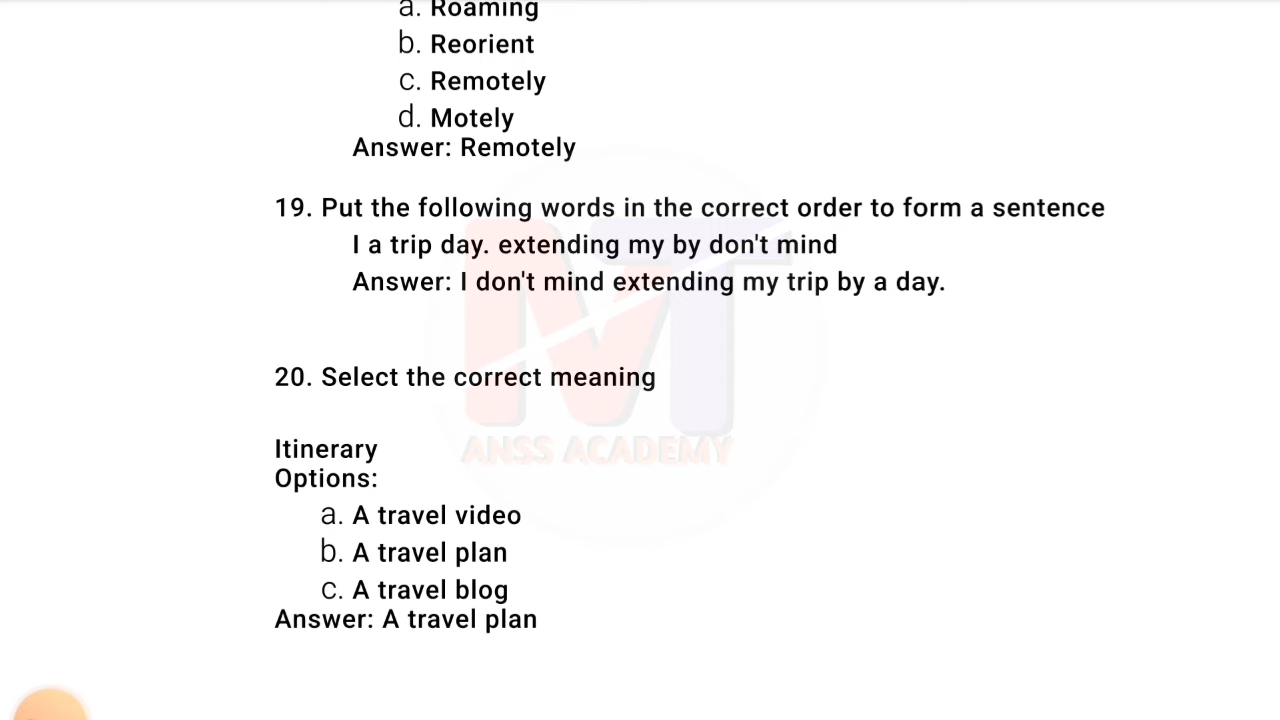 a. Roaming
b. Reorient
c. Remotely
d. Motely
Answer: Remotely
19. Put the following words in the correct order to form a sentence
I a trip day. extending my by don't mind
Answer: I don't mind extending my trip by a day.
20. Select the correct meaning
ANSS ACADEMY
Itinerary
Options:
a. A travel video
b. A travel plan
c. A travel blog
Answer: A travel plan